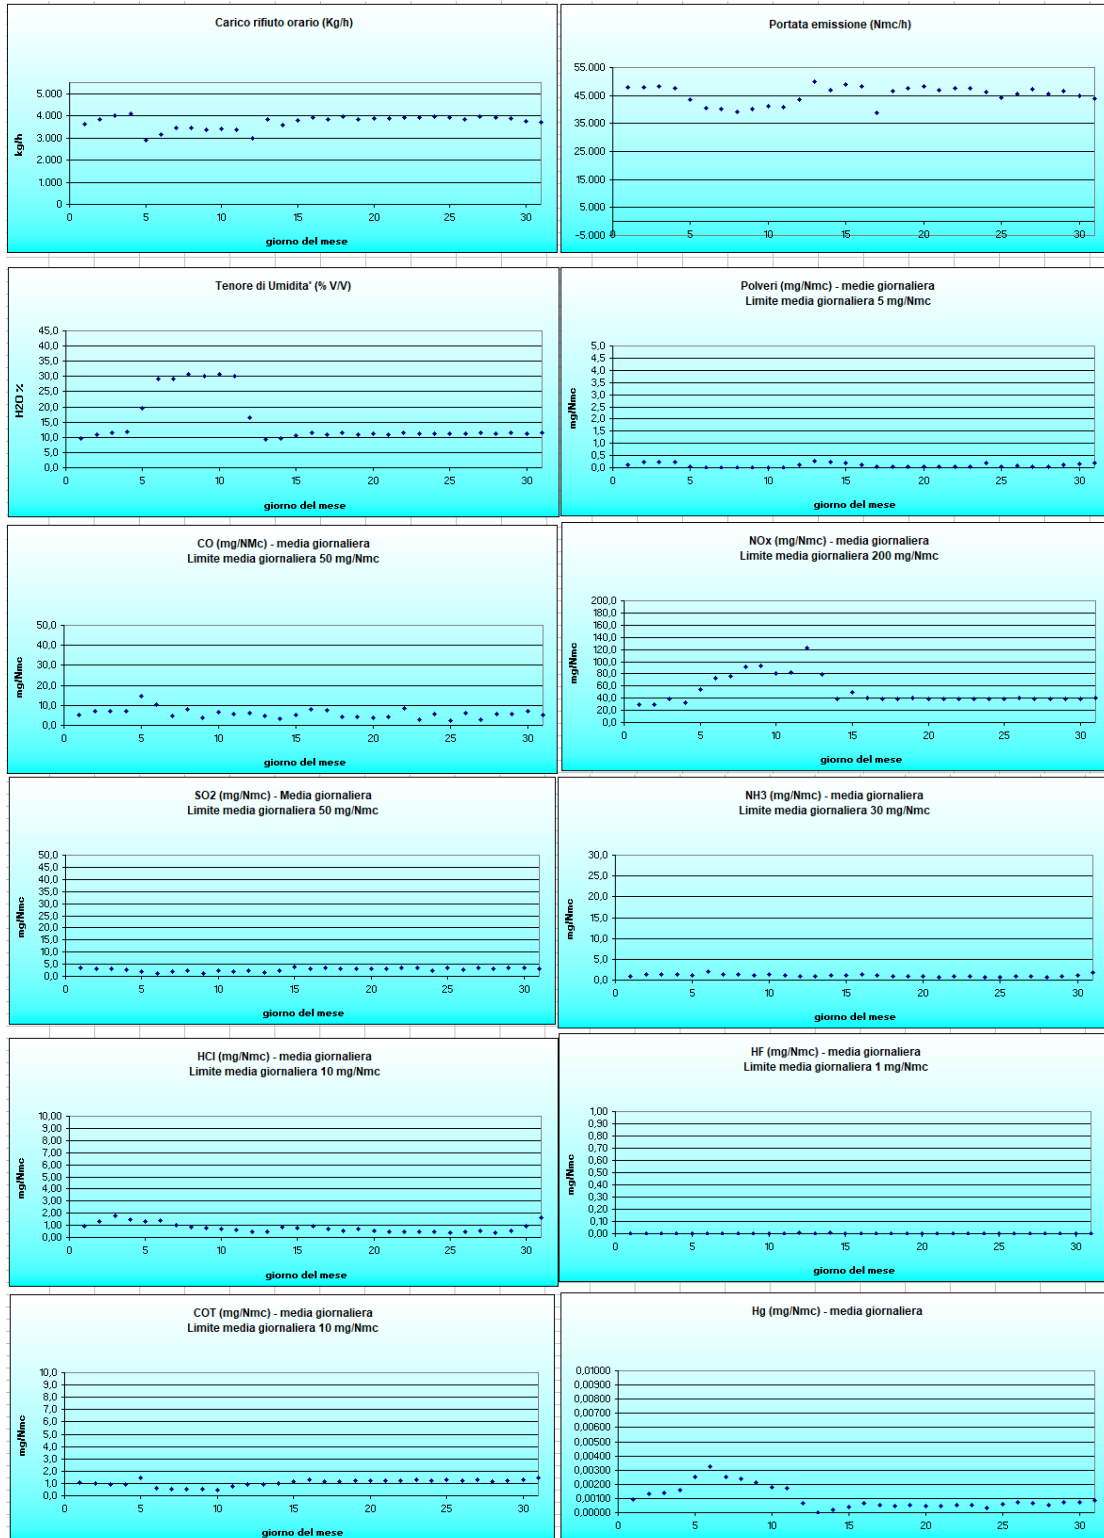 Carico rifiuto orario (Kg/h)
kg/h
5.000
4.000
3.000
2.000
1.000
0
0 5 10 15 20 25 30
giorno del mese
Portata emissione (Nmc/h)
55.000
45.000
35.000
25.000
15.000
5.000
-5.000
0 5 10 15 20 25 30
Tenore di Umidita' (% V/V)
H2O %
45,0
40,0
35,0
30,0
25,0
20,0
15,0
10,0
5,0
0,0
0 5 10 15 20 25 30
giorno del mese
Polveri (mg/Nmc) - medie giornaliera
Limite media giornaliera 5 mg/Nmc
mg/Nmc
5,0
4,5
4,0
3,5
3,0
2,5
2,0
1,5
1,0
0,5
0,0
0 5 10 15 20 25 30
giorno del mese
CO (mg/NMc) - media giornaliera
Limite media giornaliera 50 mg/Nmc
mg/Nmc
50,0
40,0
30,0
20,0
10,0
0,0
0 5 10 15 20 25 30
giorno del mese
NOx (mg/Nmc) - media giornaliera
Limite media giornaliera 200 mg/Nmc
mg/Nmc
200,0
180,0
160,0
140,0
120,0
100,0
80,0
60,0
40,0
20,0
0,0
0 5 10 15 20 25 30
giorno del mese
SO2 (mg/Nmc) - Media giornaliera
Limite media giornaliera 50 mg/Nmc
mg/Nmc
50,0
45,0
40,0
35,0
30,0
25,0
20,0
15,0
10,0
5,0
0,0
0 5 10 15 20 25 30
giorno del mese
NH3 (mg/Nmc) - media giornaliera
Limite media giornaliera 30 mg/Nmc
mg/Nmc
30,0
25,0
20,0
15,0
10,0
5,0
0,0
0 5 10 15 20 25 30
giorno del mese
HCl (mg/Nmc) - media giornaliera
Limite media giornaliera 10 mg/Nmc
mg/Nmc
10,00
9,00
8,00
7,00
6,00
5,00
4,00
3,00
2,00
1,00
0,00
0 5 10 15 20 25 30
giorno del mese
HF (mg/Nmc) - media giornaliera
Limite media giornaliera 1 mg/Nmc
mg/Nmc
1,00
0,90
0,80
0,70
0,60
0,50
0,40
0,30
0,20
0,10
0,00
0 5 10 15 20 25 30
giorno del mese
COT (mg/Nmc) - media giornaliera
Limite media giornaliera 10 mg/Nmc
mg/Nmc
10,0
9,0
8,0
7,0
6,0
5,0
4,0
3,0
2,0
1,0
0,0
0 5 10 15 20 25 30
giorno del mese
Hg (mg/Nmc) - media giornaliera
0,01000
0,00900
0,00800
0,00700
0,00600
0,00500
0,00400
0,00300
0,00200
0,00100
0,00000
0 5 10 15 20 25 30
giorno del mese